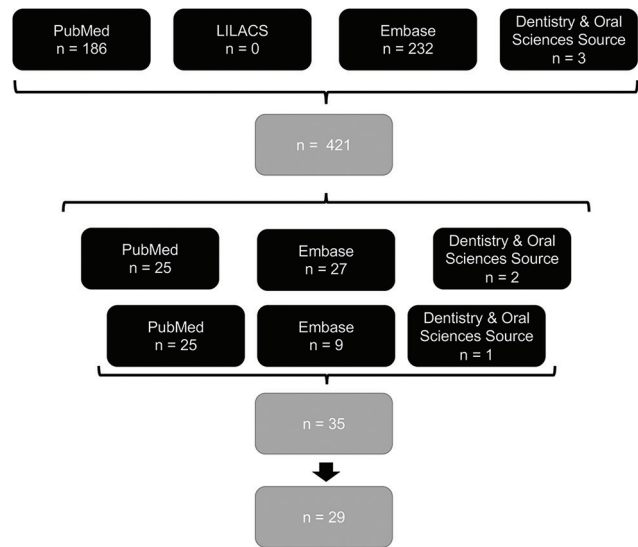 PubMed
n = 186
LILACS
n = 0
Embase
n = 232
Dentistry & Oral
Sciences Source
n = 3
n = 421
PubMed
n = 25
Embase
n = 27
Dentistry & Oral
Sciences Source
n = 2
PubMed
n = 25
Embase
n = 9
Dentistry & Oral
Sciences Source
n = 1
n = 35
n = 29